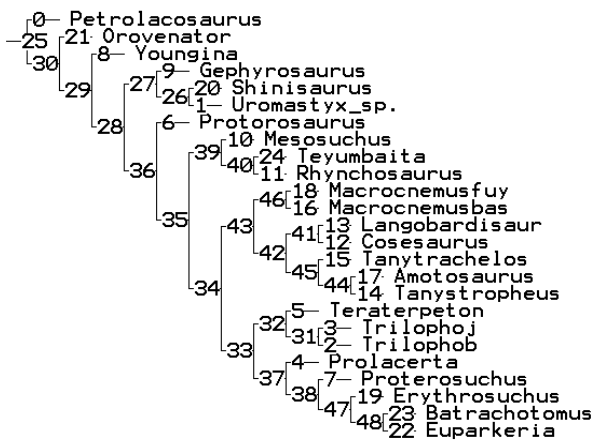 0 Petrolacosaurus
25
21 Orovenator
30
8 Youngina
9 Gephyrosaurus
27
20 Shinisaurus
29
26
1 Uromastyx_sp.
28
6 Protorosaurus
10 Mesosuchus
39
24 Teyumbaita
40
36
11 Rhynchosaurus
18 Macrocnemusfuy
46
16 Macrocnemusbas
35
43
13 Langobardisaur
41
12 Cosesaurus
42
15 Tanytrachelos
45
17 Amotosaurus
34
44
14 Tanystropheus
5 Teraterpeton
32
3 Trilophoj
31
33
2 Trilophob
4 Prolacerta
37
7 Proterosuchus
38
19 Erythrosuchus
47
23 Batrachotomus
48
22 Euparkeria